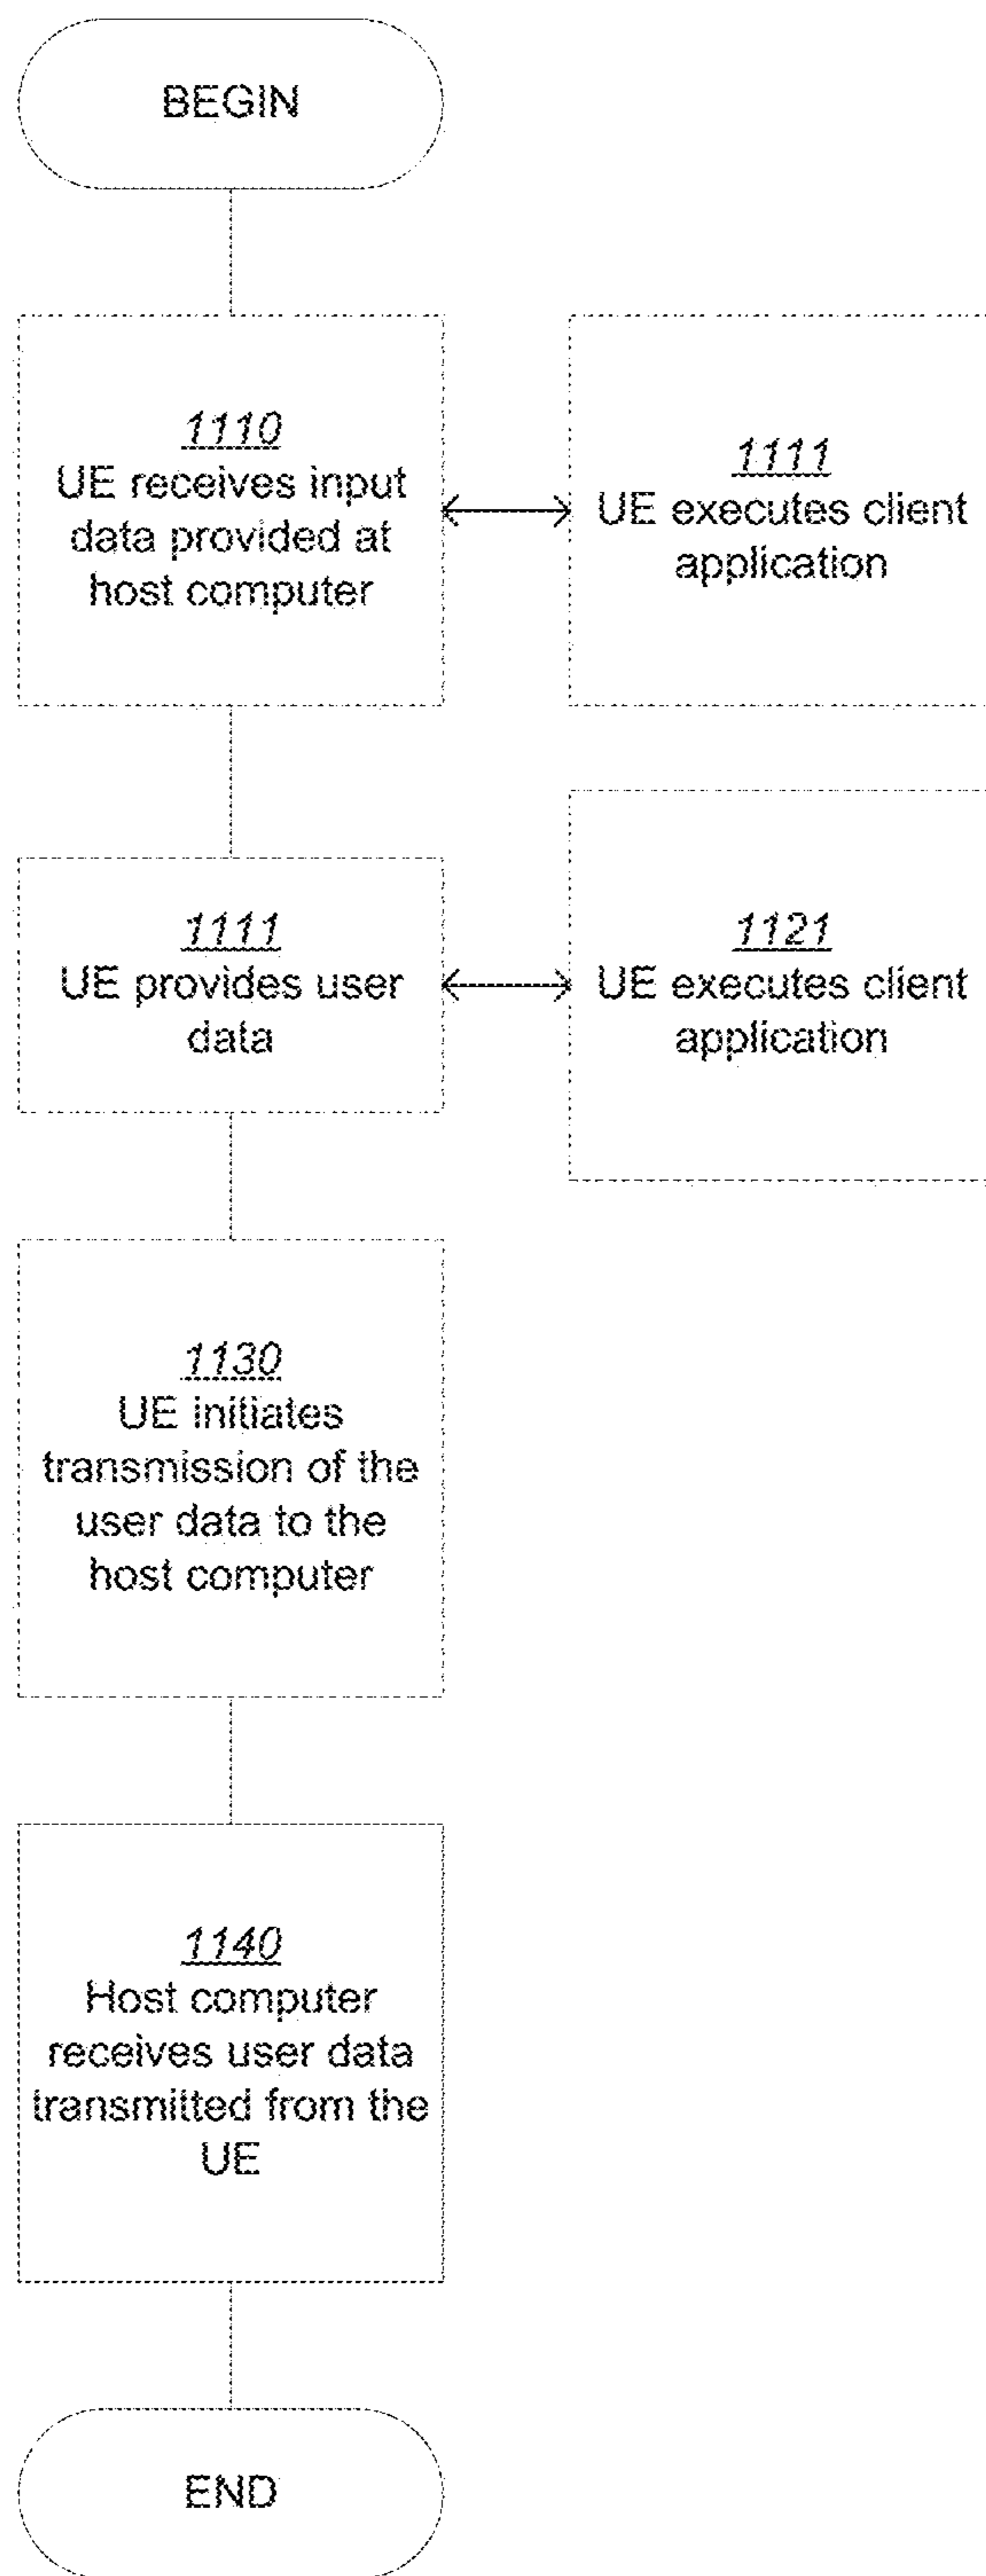 BEGIN
1110
UE receives input
data provided at
host computer
1111
UE executes client
application
1111
UE provides user
data
1121
UE executes client
application
1130
UE initiates
transmission of the
user data to the
host computer
1140
Host computer
receives user data
transmitted from the
UE
END